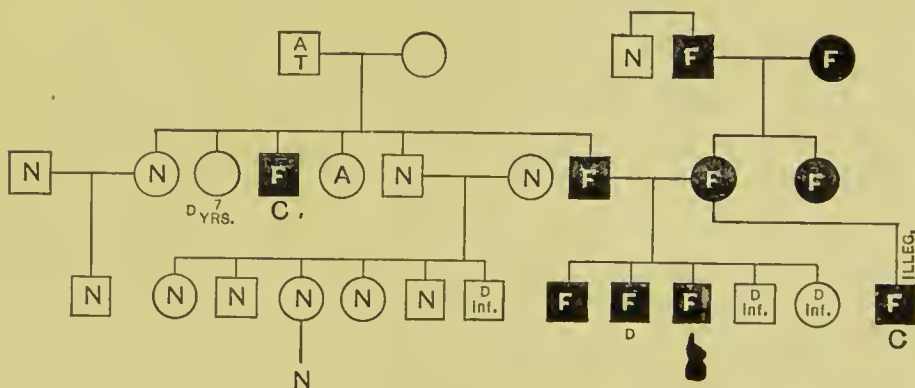 A
T
N F F
N N F A N N F F F
D 7 YRS.
C.
N N N N N N D Inf. F F F D Inf. D Inf. F ILLEG.
D C
N